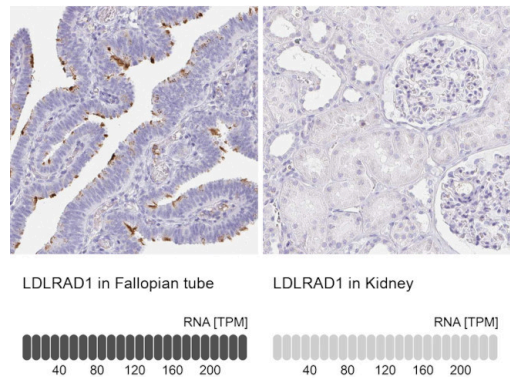 LDLRAD1 in Fallopian tube
RNA [TPM]
40 80 120 160 200
LDLRAD1 in Kidney
RNA [TPM]
40 80 120 160 200